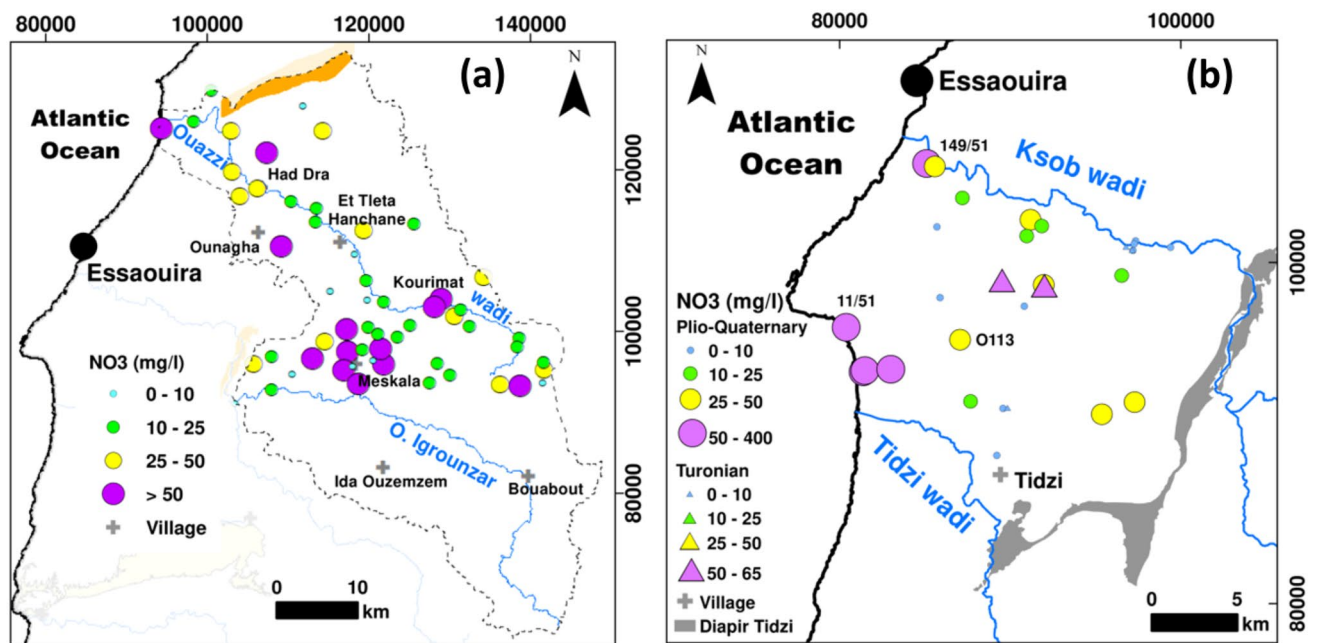 80000 100000 120000 140000
(a)
N
Atlantic
Ocean
Ouazzi
Had Dra
Et Tleta
Hanchane
Ounagha
Essaouira
Kourimat
wadi
Meskala
O. Igrounzar
Ida Ouzemzem
Bouabout
NO3 (mg/l)
0 - 10
10 - 25
25 - 50
> 50
Village
0 10
km
120000
100000
80000
80000 100000
(b)
N
Essaouira
Atlantic
Ocean
149/51
Ksob wadi
11/51
O113
Tidzi wadi
Tidzi
NO3 (mg/l)
Plio-Quaternary
0 - 10
10 - 25
25 - 50
50 - 400
Turonian
0 - 10
10 - 25
25 - 50
50 - 65
Village
Diapir Tidzi
0 5
km
100000
80000